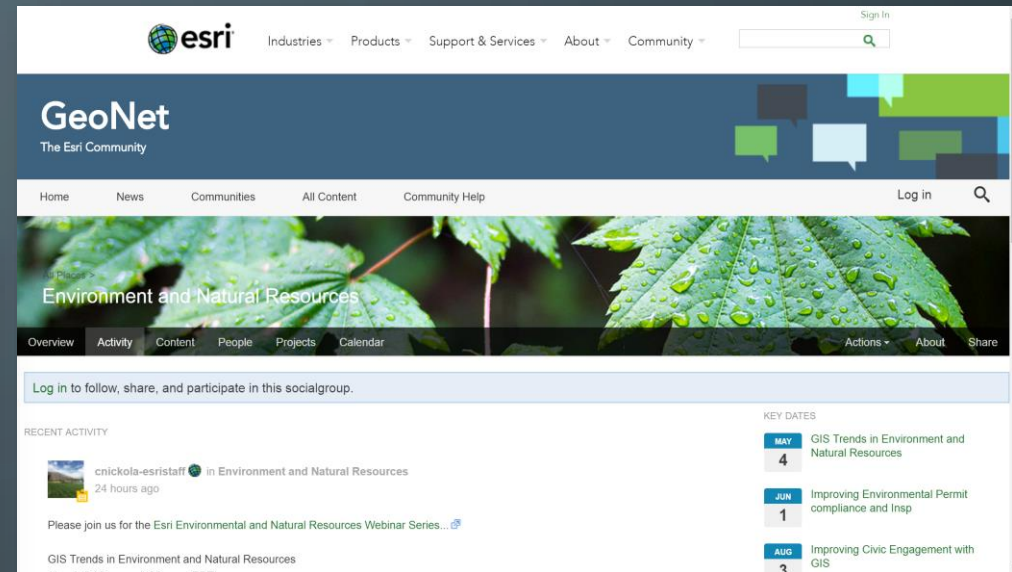 Sign In
esri
Industries Products Support & Services About Community
GeoNet
The Esri Community
Home News Communities All Content Community Help Log in
All Places >
Environment and Natural Resources
Overview Activity Content People Projects Calendar Actions About Share
Log in to follow, share, and participate in this socialgroup.
RECENT ACTIVITY
cnickola-esristaff in Environment and Natural Resources
24 hours ago
Please join us for the Esri Environmental and Natural Resources Webinar Series...
GIS Trends in Environment and Natural Resources
KEY DATES
MAY
4
GIS Trends in Environment and
Natural Resources
JUN
1
Improving Environmental Permit
compliance and Insp
AUG
3
Improving Civic Engagement with
GIS